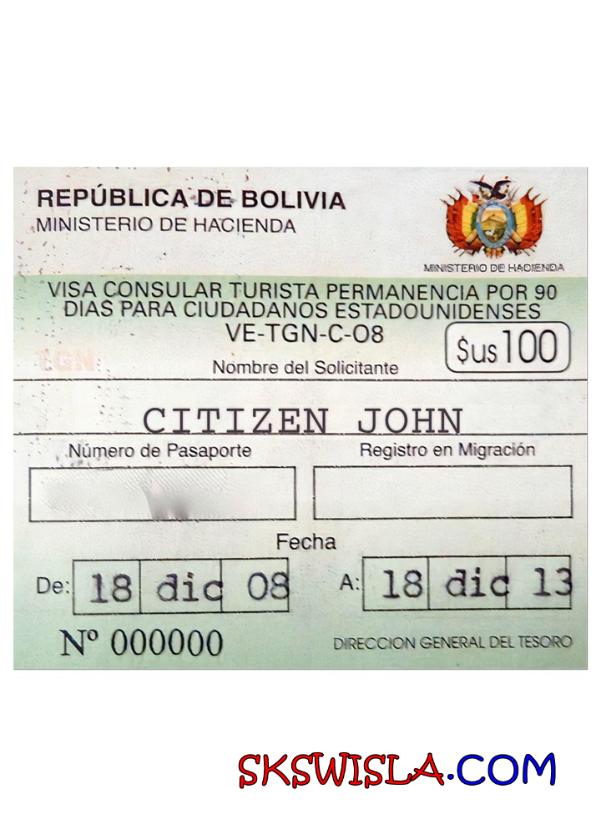 REPÚBLICA DE BOLIVIA
MINISTERIO DE HACIENDA
MINISTERIO DE HACIENDA
VISA CONSULAR TURISTA PERMANENCIA POR 90
DIAS PARA CIUDADANOS ESTADOUNIDENSES
VE-TGN-C-08
$us100
TGN
Nombre del Solicitante
CITIZEN JOHN
Número de Pasaporte
Registro en Migración
Fecha
De: 18 dic 08
A: 18 dic 13
Nº 000000
DIRECCION GENERAL DEL TESORO
SKSWISLA.COM